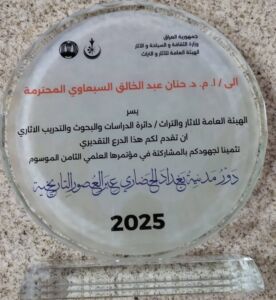 جمهورية العراق
وزارة الثقافة والسياحة والآثار
الهيئة العامة للآثار والتراث
الى / ا. م. د. حنان عبد الخالق السبعاوي المحترمة
يسر
الهيئة العامة للآثار والتراث / دائرة الدراسات والبحوث والتدريب الاثاري
ان تقدم لكم هذا الدرع التقديري
تثمينا لجهودكم بالمشاركة في مؤتمرها العلمي الثامن الموسوم
دور مدينة بغداد الحضاري عبر العصور التاريخية
2025